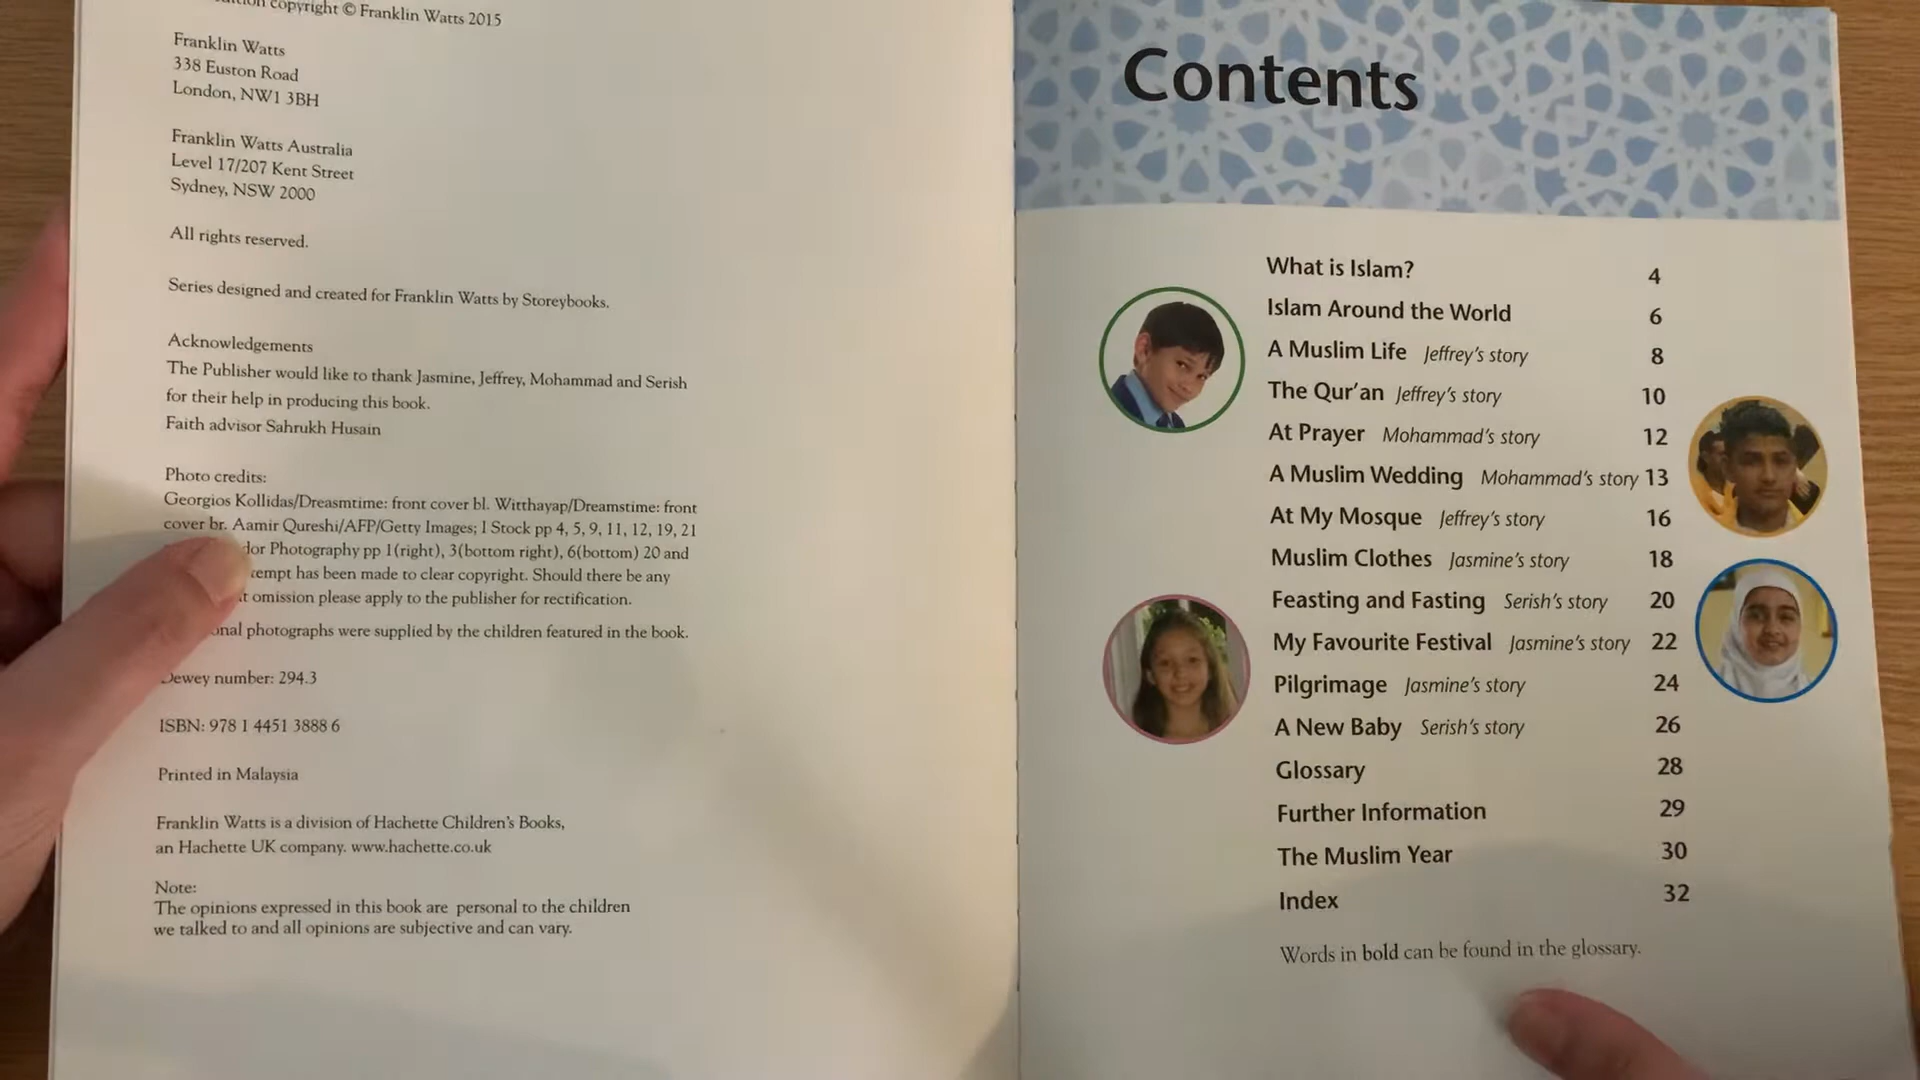 copyright © Franklin Watts 2015
Franklin Watts
338 Euston Road
London, NW1 3BH
Franklin Watts Australia
Level 17/207 Kent Street
Sydney, NSW 2000
All rights reserved.
Series designed and created for Franklin Watts by Storeybooks.
Acknowledgements
The Publisher would like to thank Jasmine, Jeffrey, Mohammad and Serish
for their help in producing this book.
Faith advisor Sahrukh Husain
Photo credits:
Georgios Kollidas/Dreasmtime: front cover bl. Witthayap/Dreamstime: front
cover br. Aamir Qureshi/AFP/Getty Images; I Stock pp 4, 5, 9, 11, 12, 19, 21
Photography pp 1(right), 3(bottom right), 6(bottom) 20 and
has been made to clear copyright. Should there be any
omission please apply to the publisher for rectification.
photographs were supplied by the children featured in the book.
Dewey number: 294.3
ISBN: 978 1 4451 3888 6
Printed in Malaysia
Franklin Watts is a division of Hachette Children's Books,
an Hachette UK company. www.hachette.co.uk
Note:
The opinions expressed in this book are personal to the children
we talked to and all opinions are subjective and can vary.
Contents
What is Islam? 4
Islam Around the World 6
A Muslim Life Jeffrey's story 8
The Qur'an Jeffrey's story 10
At Prayer Mohammad's story 12
A Muslim Wedding Mohammad's story 13
At My Mosque Jeffrey's story 16
Muslim Clothes Jasmine's story 18
Feasting and Fasting Serish's story 20
My Favourite Festival Jasmine's story 22
Pilgrimage Jasmine's story 24
A New Baby Serish's story 26
Glossary 28
Further Information 29
The Muslim Year 30
Index 32
Words in bold can be found in the glossary.